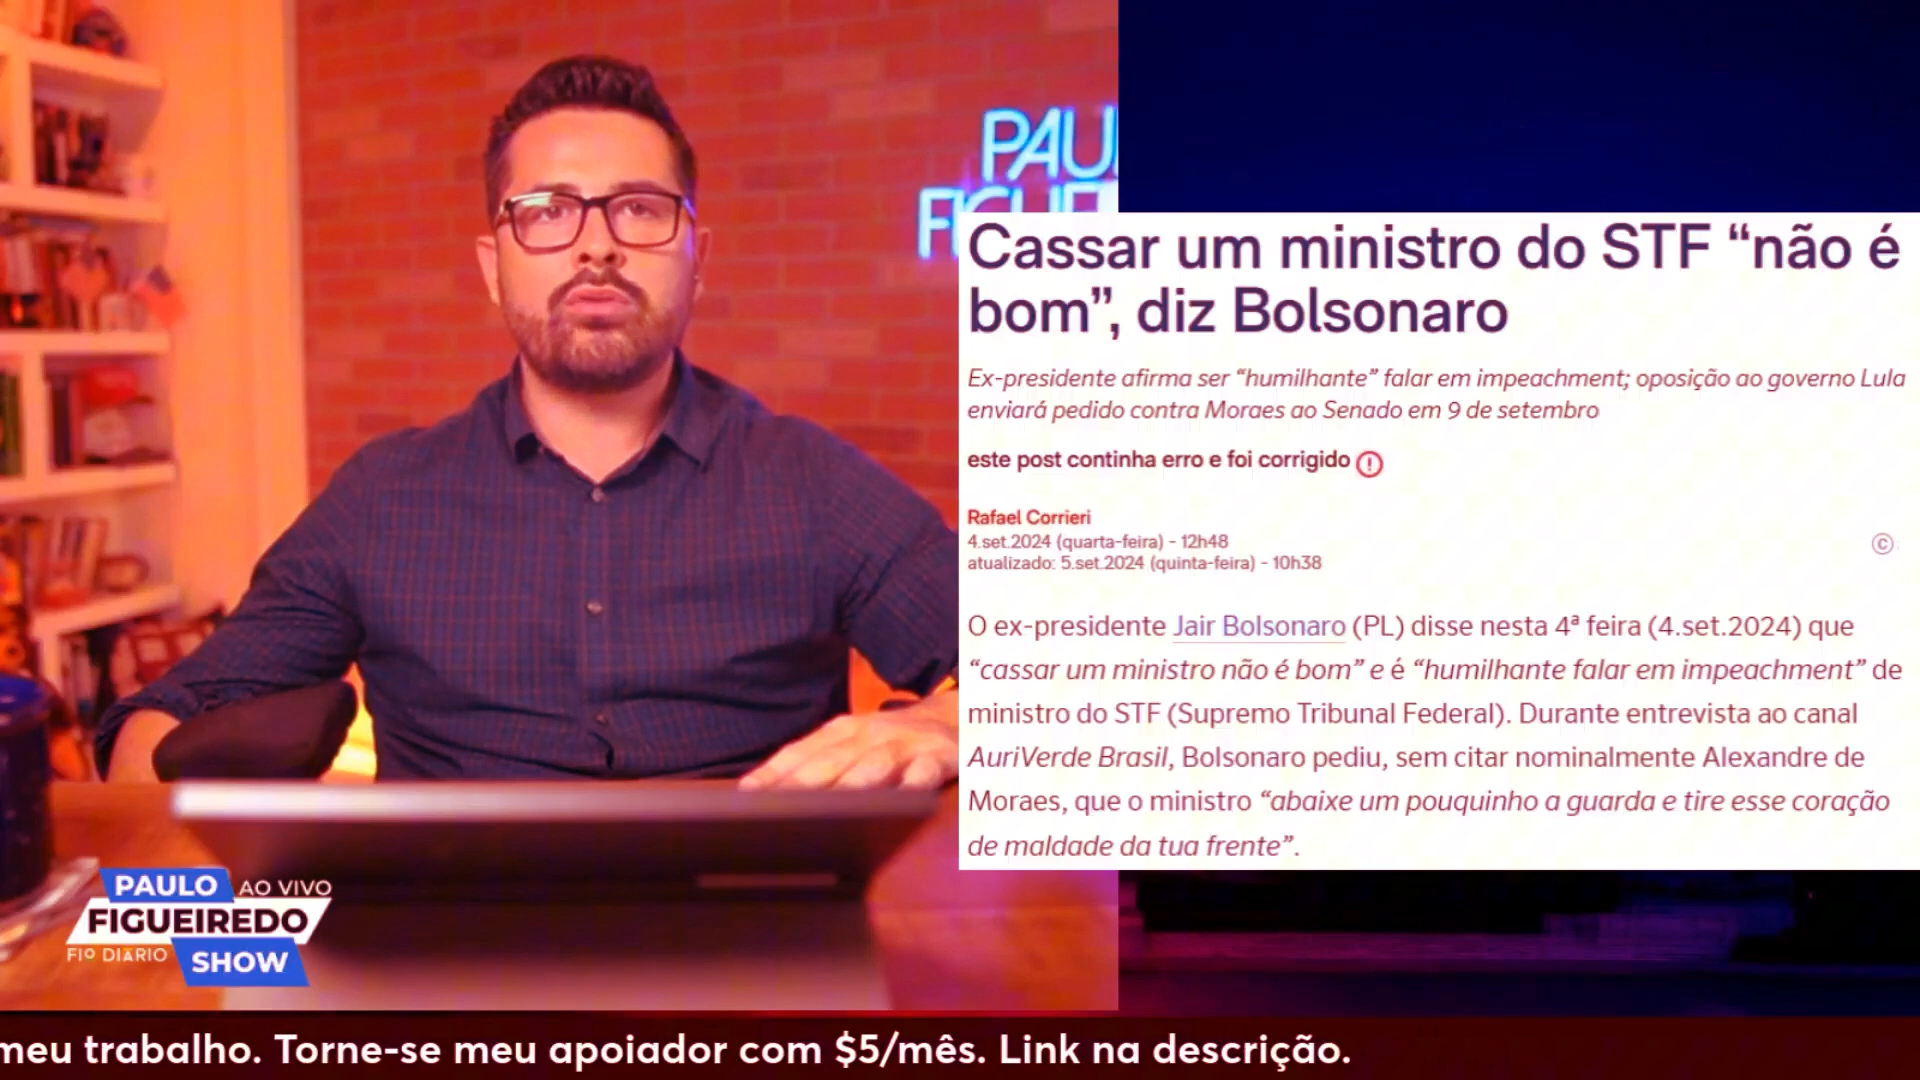 PAU
FIGUE
Cassar um ministro do STF “não é
bom”, diz Bolsonaro
Ex-presidente afirma ser “humilhante” falar em impeachment; oposição ao governo Lula
enviará pedido contra Moraes ao Senado em 9 de setembro
este post continha erro e foi corrigido
Rafael Corrieri
4.set.2024 (quarta-feira) - 12h48
atualizado: 5.set.2024 (quinta-feira) - 10h38
O ex-presidente Jair Bolsonaro (PL) disse nesta 4ª feira (4.set.2024) que
“cassar um ministro não é bom” e é “humilhante falar em impeachment” de
ministro do STF (Supremo Tribunal Federal). Durante entrevista ao canal
AuriVerde Brasil, Bolsonaro pediu, sem citar nominalmente Alexandre de
Moraes, que o ministro “abaixe um pouquinho a guarda e tire esse coração
de maldade da tua frente”.
PAULO AO VIVO
FIGUEIREDO
FIº DIÁRIO SHOW
meu trabalho. Torne-se meu apoiador com $5/mês. Link na descrição.